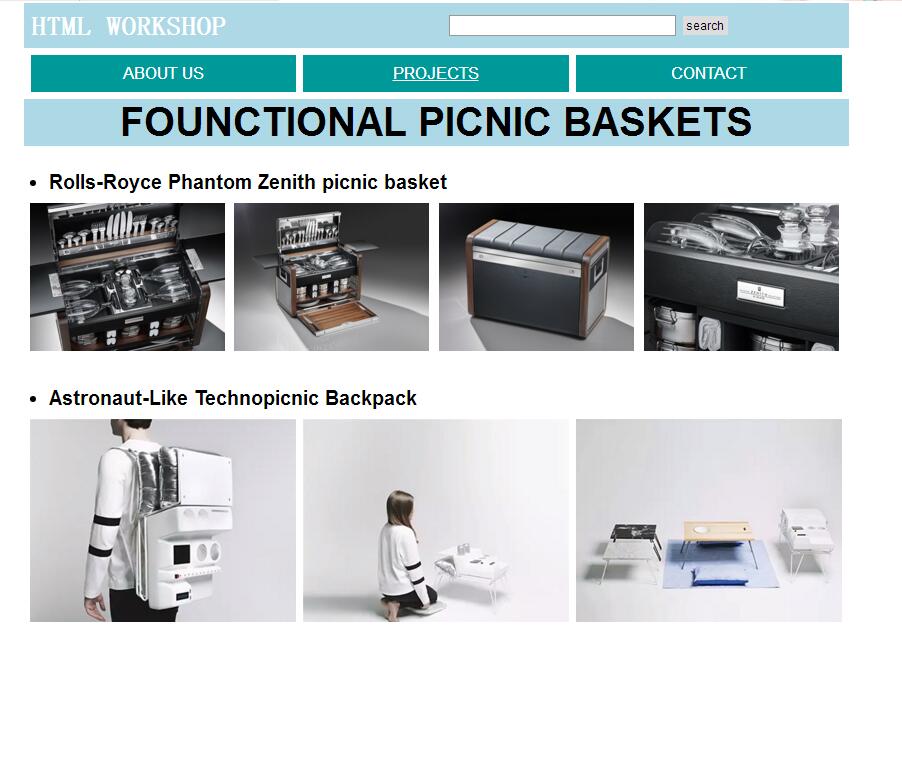 HTML WORKSHOP
search
ABOUT US PROJECTS CONTACT
FOUNCTIONAL PICNIC BASKETS
• Rolls-Royce Phantom Zenith picnic basket
ZENITH
• Astronaut-Like Technopicnic Backpack